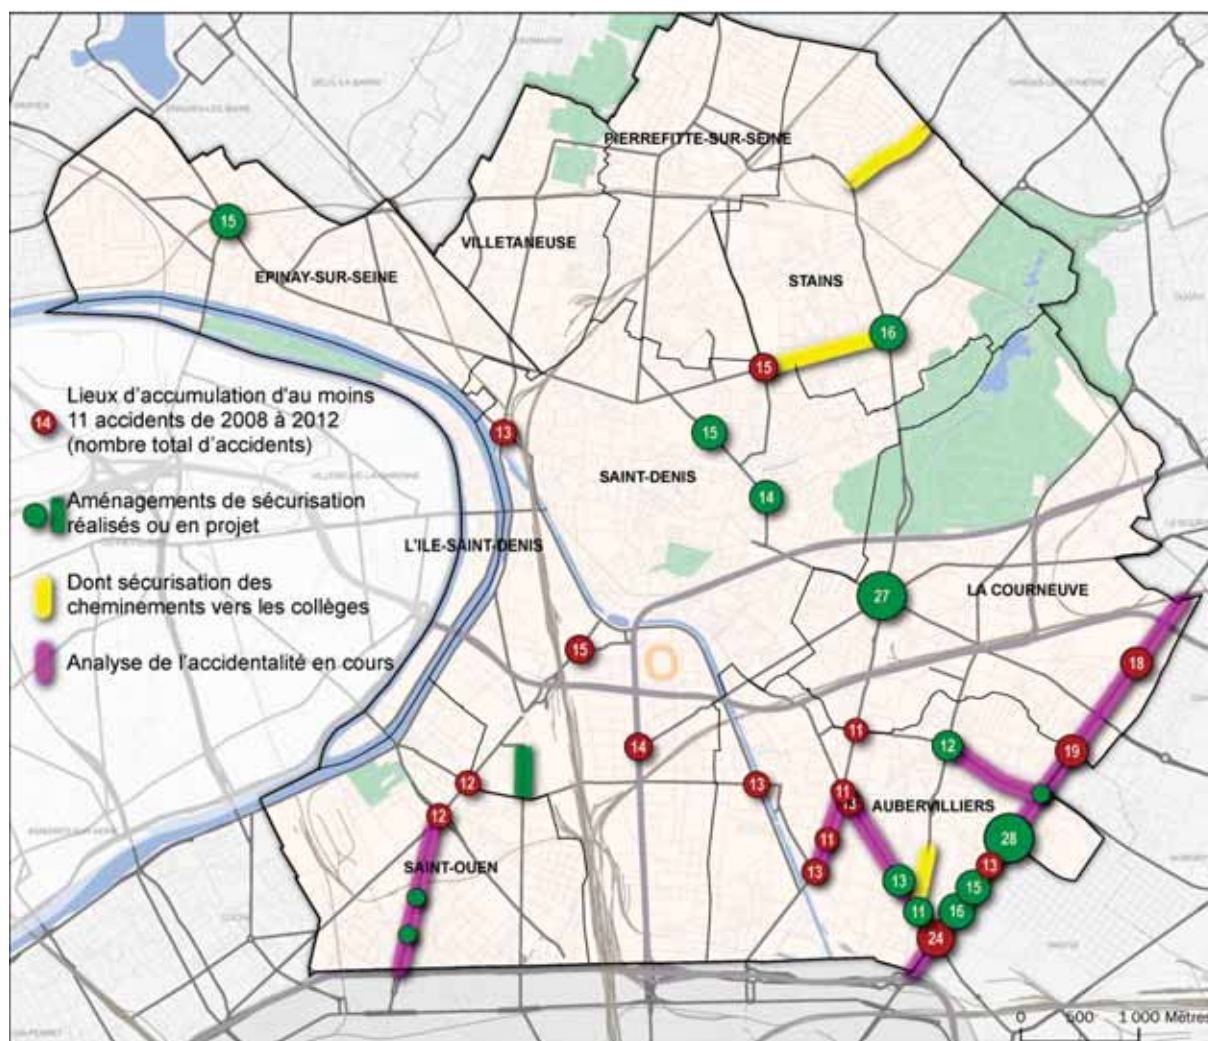 PIERREFITTE-SUR-SEINE
15
VILLETANEUSE
EPINAY-SUR-SEINE
STAINS
16
15
Lieux d'accumulation d'au moins
14
11 accidents de 2008 à 2012
(nombre total d'accidents)
13
15
SAINT-DENIS
14
Aménagements de sécurisation
réalisés ou en projet
L'ILE-SAINT-DENIS
Dont sécurisation des
cheminements vers les collèges
27
LA COURNEUVE
Analyse de l'accidentalité en cours
15
18
11
12
14
19
12
13
11
AUBERVILLIERS
12
11
28
SAINT-OUEN
13
13
13
15
11
16
24
0 500 1 000 Mètres